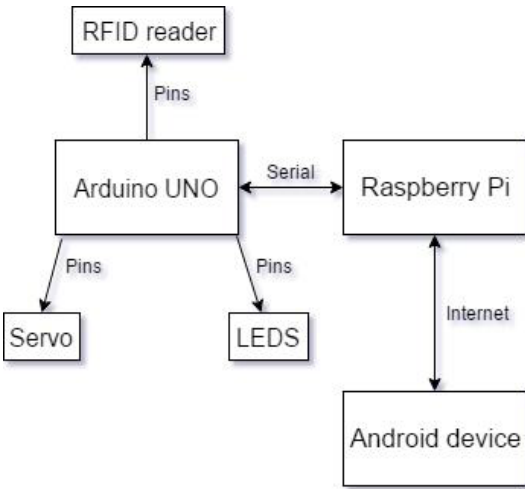 RFID reader
Pins
Serial
Arduino UNO
Raspberry Pi
Pins
Pins
Internet
Servo
LEDS
Android device